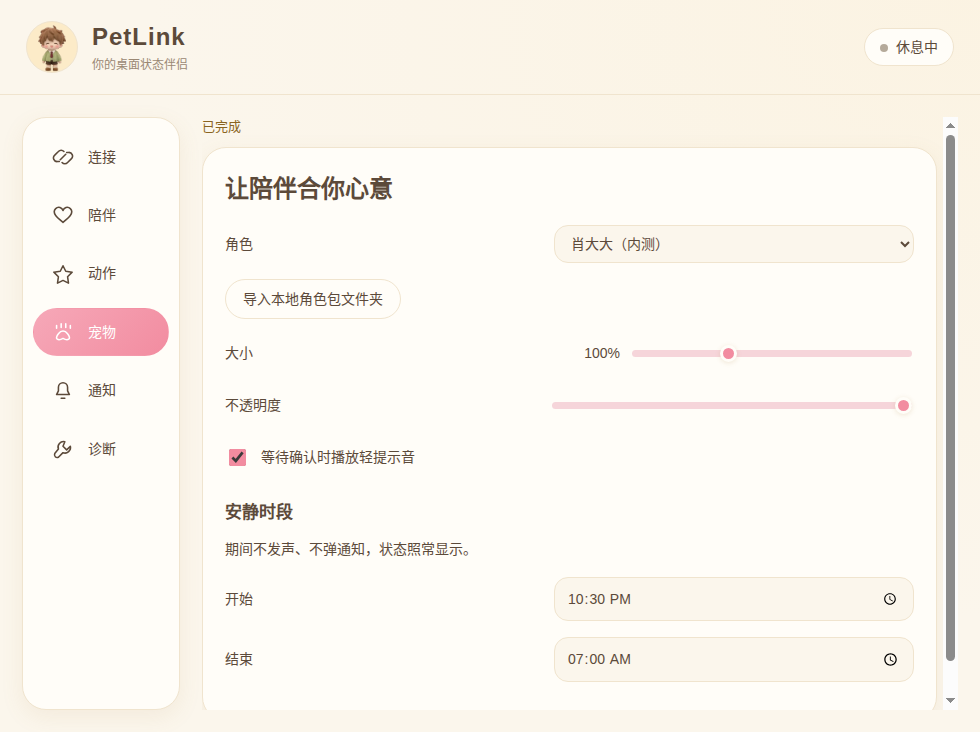 PetLink
你的桌面状态伴侣
休息中
连接
陪伴
动作
宠物
通知
诊断
已完成
让陪伴合你心意
角色
肖大大（内测）
导入本地角色包文件夹
大小
100%
不透明度
等待确认时播放轻提示音
安静时段
期间不发声、不弹通知，状态照常显示。
开始
10:30 PM
结束
07:00 AM